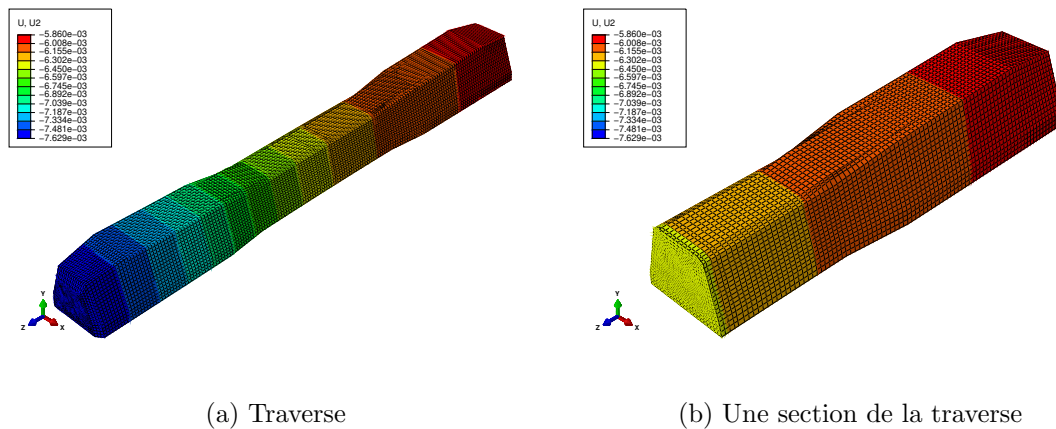 U, U2
−5.860e−03
−6.008e−03
−6.155e−03
−6.302e−03
−6.450e−03
−6.597e−03
−6.745e−03
−6.892e−03
−7.039e−03
−7.187e−03
−7.334e−03
−7.481e−03
−7.629e−03
Y
Z
X
U, U2
−5.860e−03
−6.008e−03
−6.155e−03
−6.302e−03
−6.450e−03
−6.597e−03
−6.745e−03
−6.892e−03
−7.039e−03
−7.187e−03
−7.334e−03
−7.481e−03
−7.629e−03
Y
Z
X
(a) Traverse
(b) Une section de la traverse